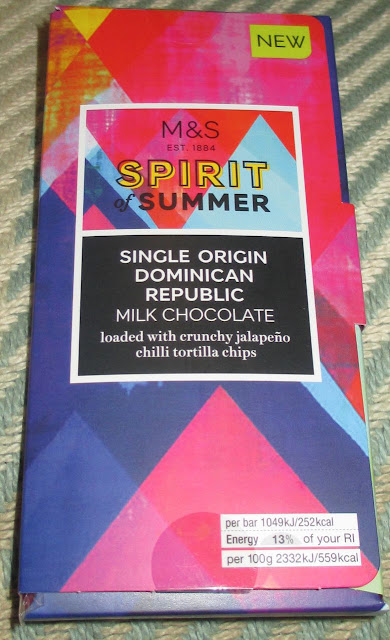 NEW
M&S
EST. 1884
SPIRIT
of SUMMER
SINGLE ORIGIN
DOMINICAN
REPUBLIC
MILK CHOCOLATE
loaded with crunchy jalapeño
chilli tortilla chips
per bar 1049kJ/252kcal
Energy 13% of your RI
per 100g 2332kJ/559kcal